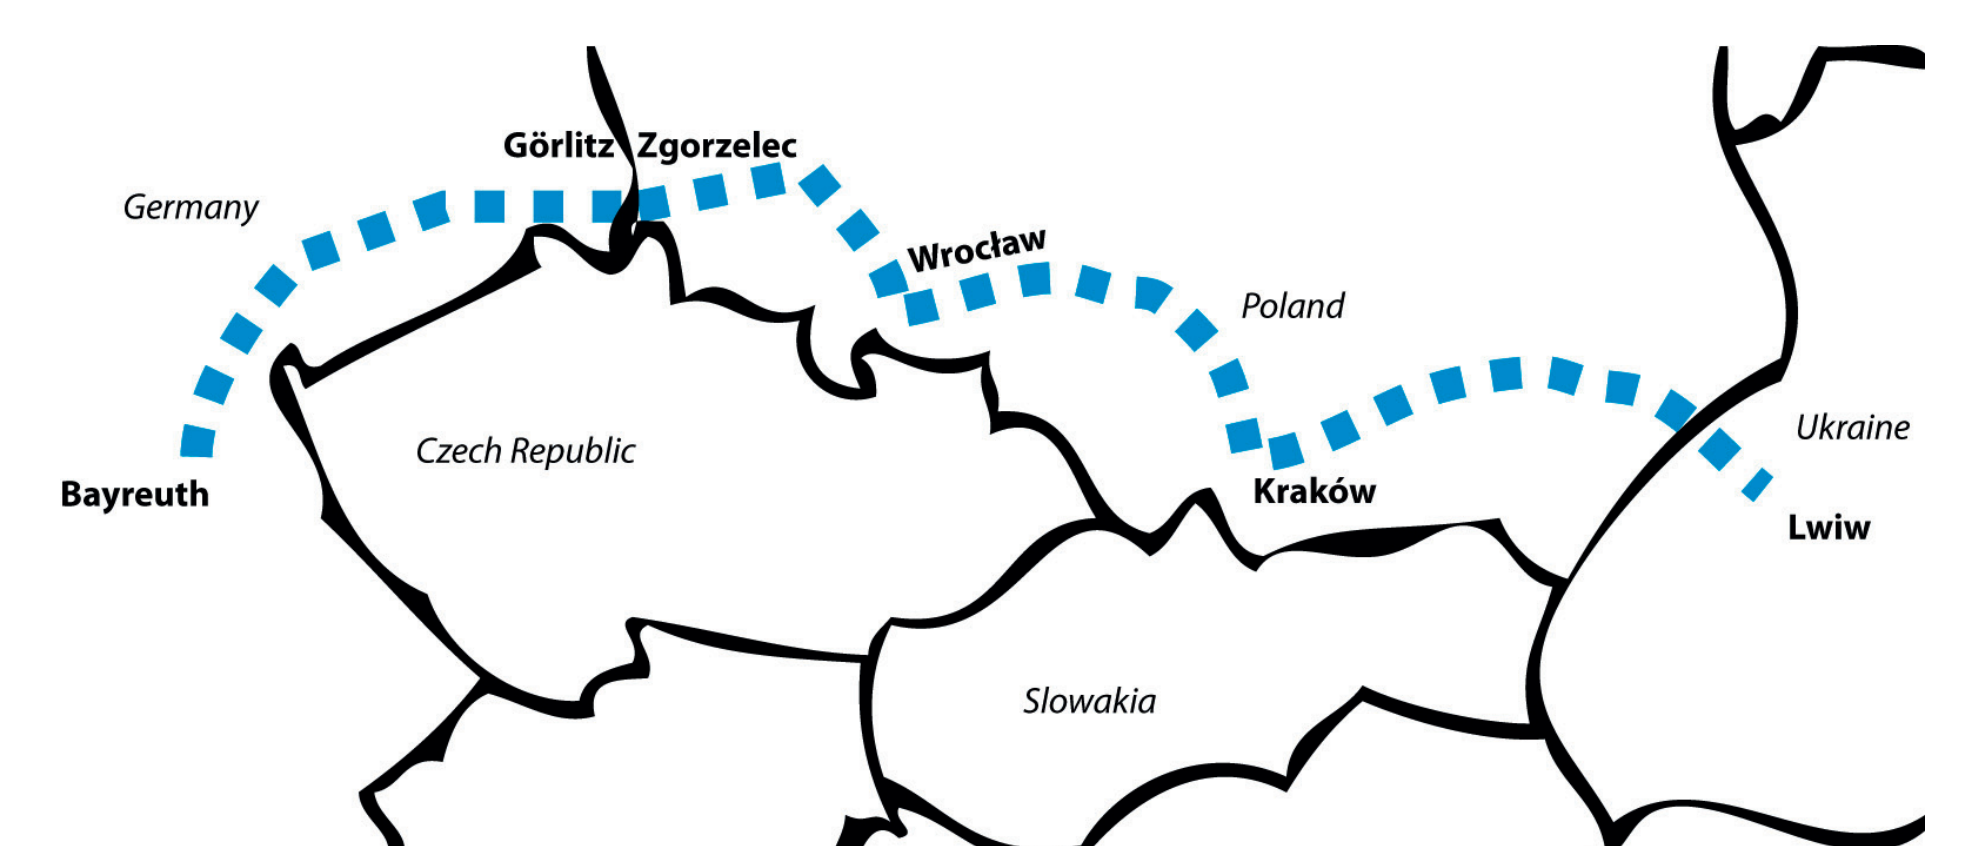 Görlitz Zgorzelec
Germany
Wrocław
Poland
Ukraine
Czech Republic
Bayreuth
Kraków
Lwiw
Slowakia